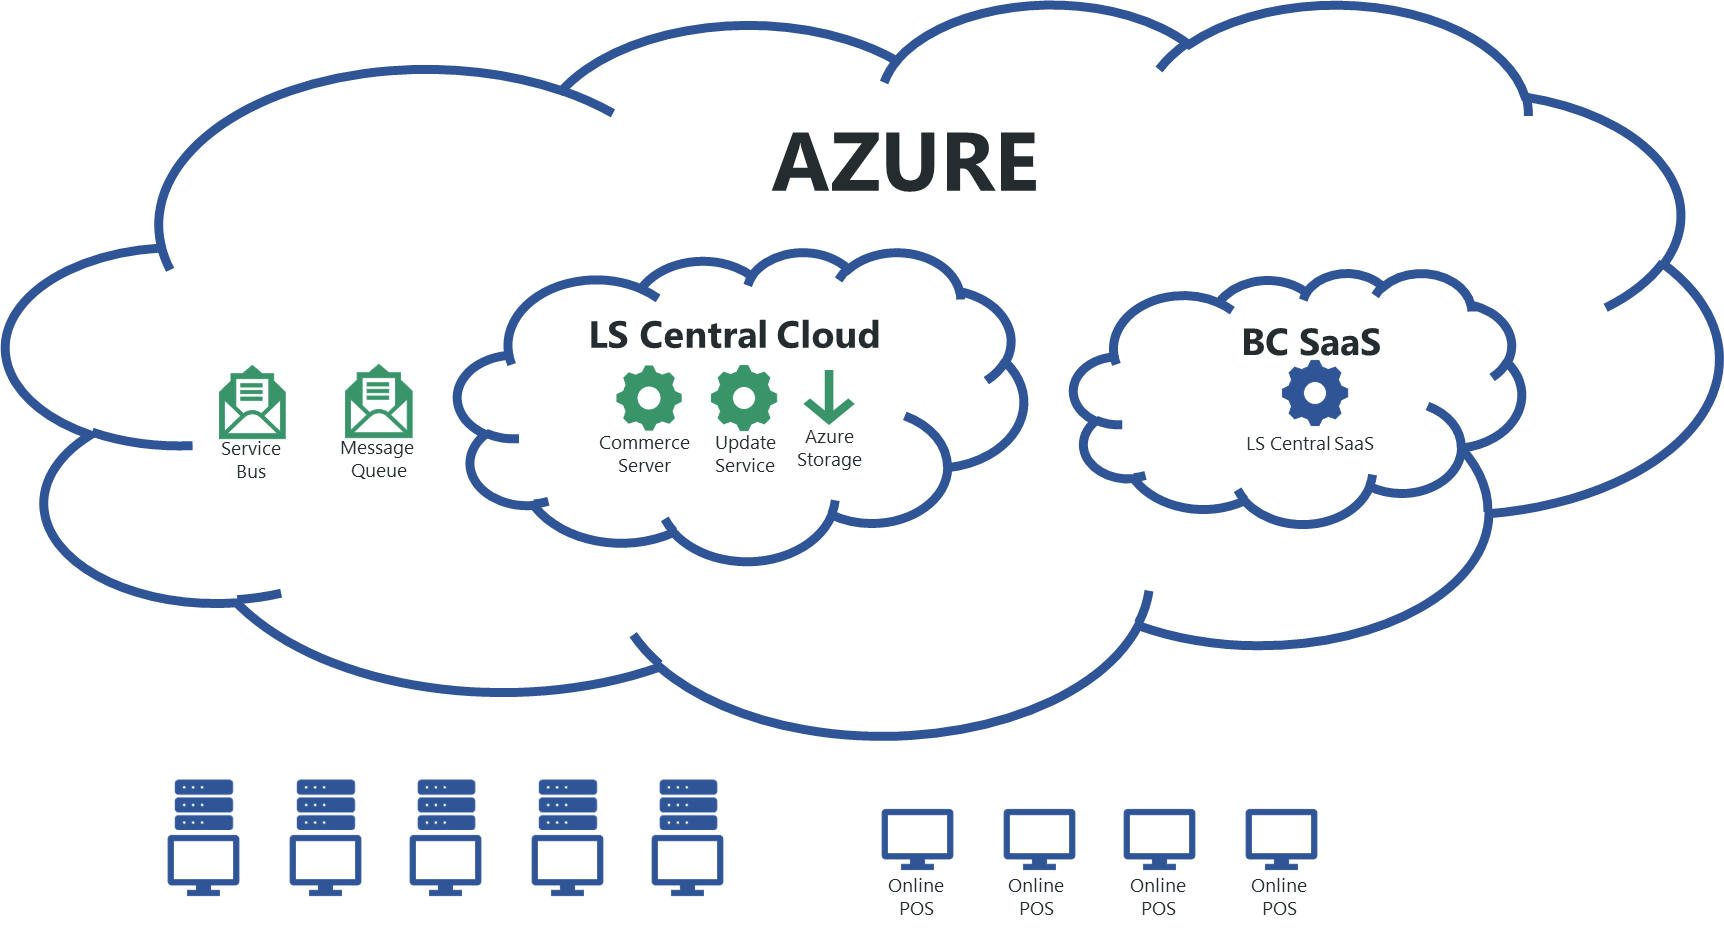 AZURE
LS Central Cloud
BC SaaS
Service
Bus
Message
Queue
Commerce
Server
Update
Service
Azure
Storage
LS Central SaaS
Online
POS
Online
POS
Online
POS
Online
POS